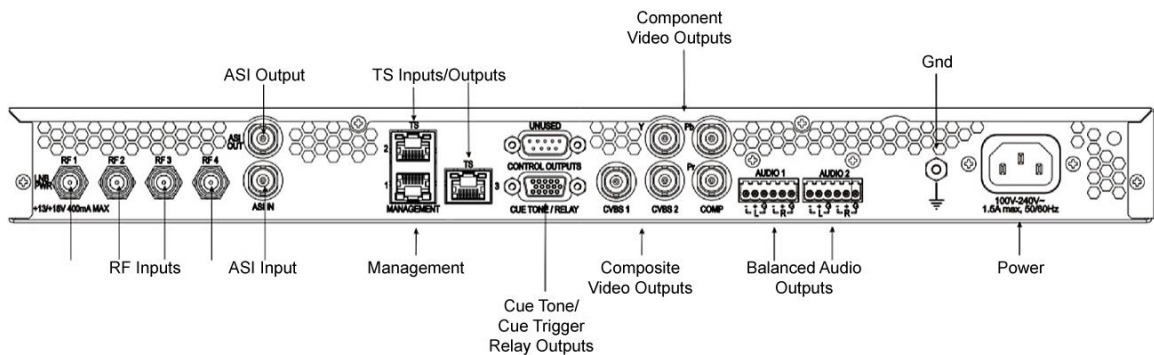 Component
Video Outputs
ASI Output
TS Inputs/Outputs
Gnd
RF 1
RF 2
RF 3
RF 4
LNB
PWR
+13/+18V 400mA MAX
ASI
OUT
ASI IN
TS
2
1
MANAGEMENT
TS
3
UNUSED
CONTROL OUTPUTS
CUE TONE / RELAY
Y
Pb
Pr
CVBS 1
CVBS 2
COMP
AUDIO 1
- + G - + G
L R
AUDIO 2
- + G - + G
L R
100V-240V~
1.6A max, 50/60Hz
RF Inputs
ASI Input
Management
Cue Tone/
Cue Trigger
Relay Outputs
Composite
Video Outputs
Balanced Audio
Outputs
Power